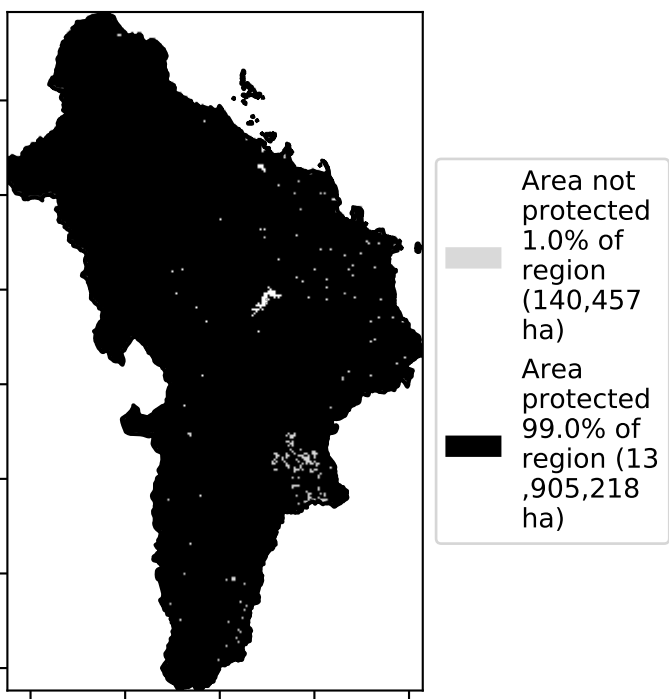 Area not
protected
1.0% of
region
(140,457
ha)
Area
protected
99.0% of
region (13
,905,218
ha)